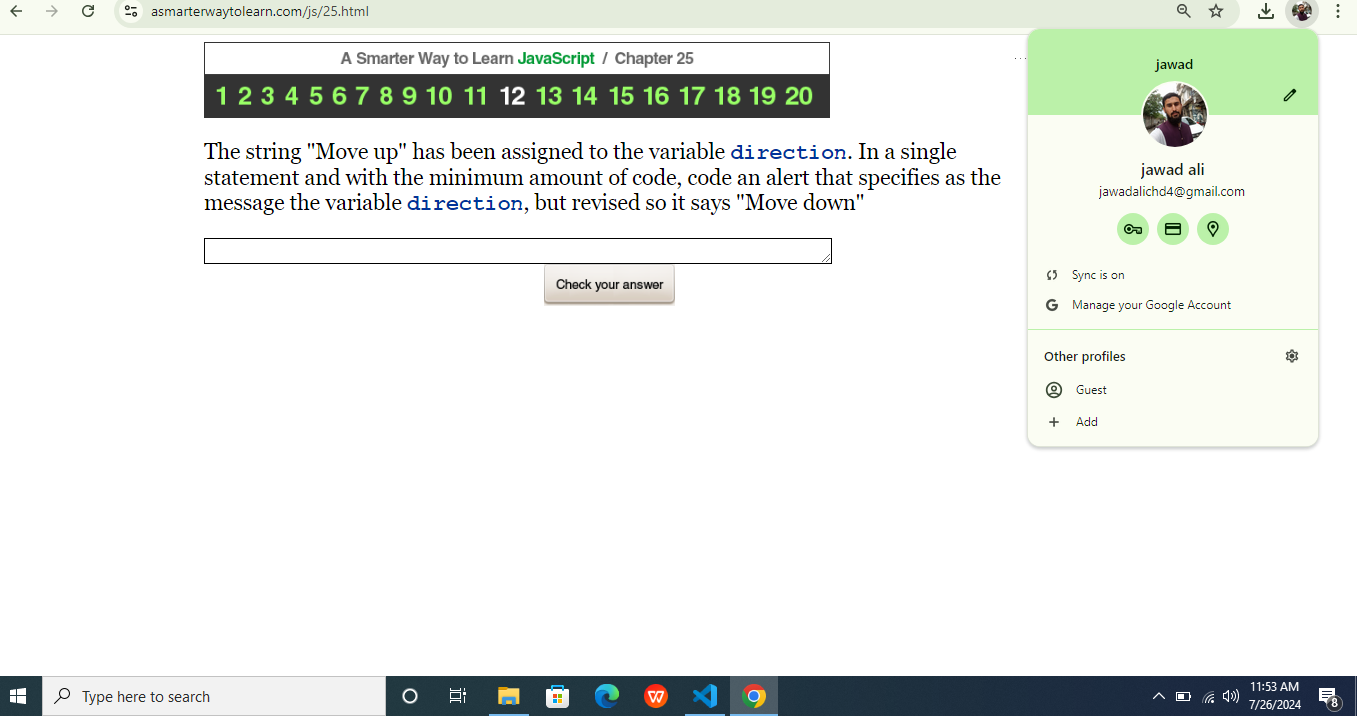 asmarterwaytolearn.com/js/25.html
A Smarter Way to Learn JavaScript / Chapter 25
1 2 3 4 5 6 7 8 9 10 11 12 13 14 15 16 17 18 19 20
The string "Move up" has been assigned to the variable direction. In a single
statement and with the minimum amount of code, code an alert that specifies as the
message the variable direction, but revised so it says "Move down"
Check your answer
jawad
jawad ali
jawadalichd4@gmail.com
Sync is on
Manage your Google Account
Other profiles
Guest
Add
Type here to search
11:53 AM
7/26/2024
8